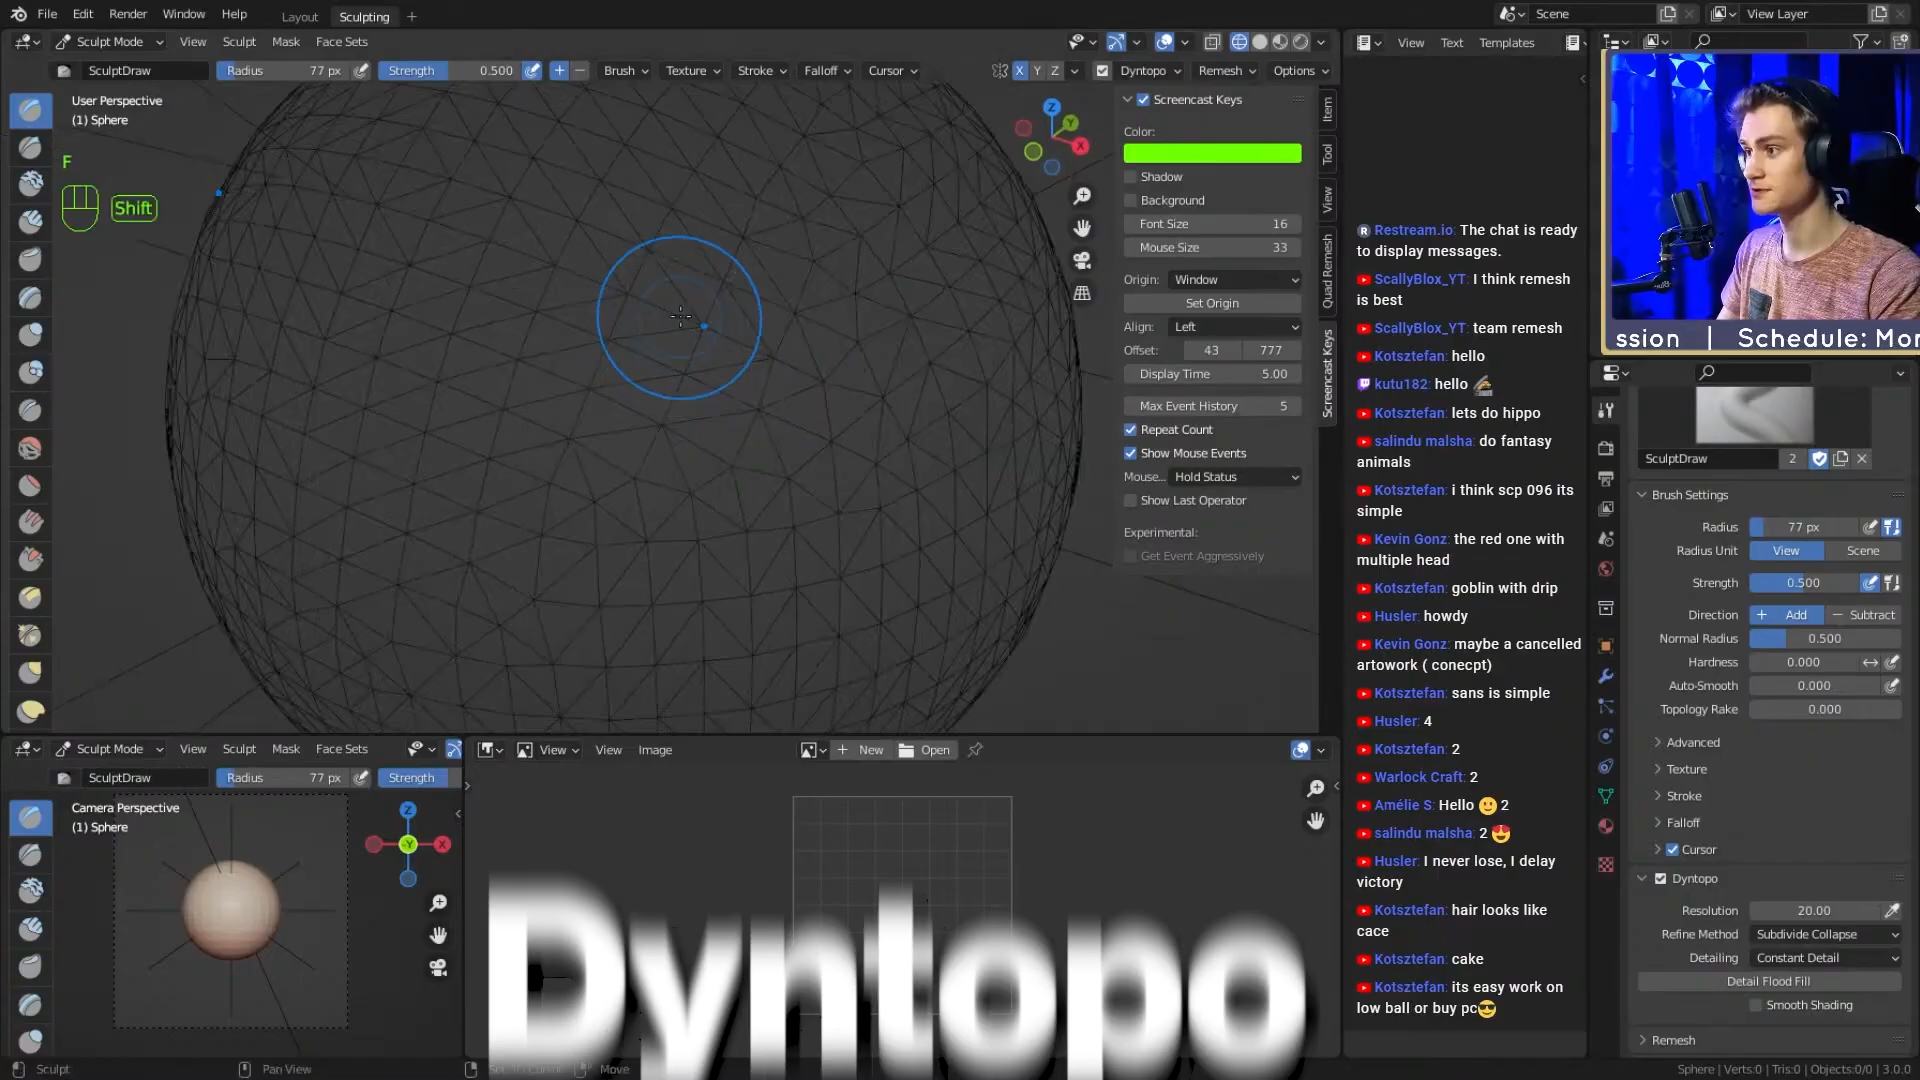 File Edit Render Window Help Layout Sculpting + Scene View Layer
Sculpt Mode View Sculpt Mask Face Sets View Text Templates
SculptDraw Radius 77 px Strength 0.500 Brush Texture Stroke Falloff Cursor X Y Z Dyntopo Remesh Options
User Perspective
(1) Sphere
F
Shift
Z
Y
X
Screencast Keys
Color:
Shadow
Background
Font Size 16
Mouse Size 33
Origin: Window
Set Origin
Align: Left
Offset: 43 777
Display Time 5.00
Max Event History 5
Repeat Count
Show Mouse Events
Mouse... Hold Status
Show Last Operator
Experimental:
Get Event Aggressively
Item
Tool
View
Quad Remesh
Screencast Keys
Restream.io: The chat is ready
to display messages.
ScallyBlox_YT: I think remesh
is best
ScallyBlox_YT: team remesh
Kotsztefan: hello
kutu182: hello
Kotsztefan: lets do hippo
salindu malsha: do fantasy
animals
Kotsztefan: i think scp 096 its
simple
Kevin Gonz: the red one with
multiple head
Kotsztefan: goblin with drip
Husler: howdy
Kevin Gonz: maybe a cancelled
artowork ( conecpt)
Kotsztefan: sans is simple
Husler: 4
Kotsztefan: 2
Warlock Craft: 2
Amélie S: Hello 🙂 2
salindu malsha: 2 😍
Husler: I never lose, I delay
victory
Kotsztefan: hair looks like
cace
Kotsztefan: cake
Kotsztefan: its easy work on
low ball or buy pc😎
ssion | Schedule: Mor
SculptDraw 2
Brush Settings
Radius 77 px
Radius Unit View Scene
Strength 0.500
Direction + Add − Subtract
Normal Radius 0.500
Hardness 0.000
Auto-Smooth 0.000
Topology Rake 0.000
Advanced
Texture
Stroke
Falloff
Cursor
Dyntopo
Resolution 20.00
Refine Method Subdivide Collapse
Detailing Constant Detail
Detail Flood Fill
Smooth Shading
Remesh
Sculpt Mode View Sculpt Mask Face Sets
SculptDraw Radius 77 px Strength
Camera Perspective
(1) Sphere
Z
-Y
X
View View Image + New Open
Dyntopo
Sculpt Pan View Move
Sphere | Verts:0 | Tris:0 | Objects:0/0 | 3.0.0